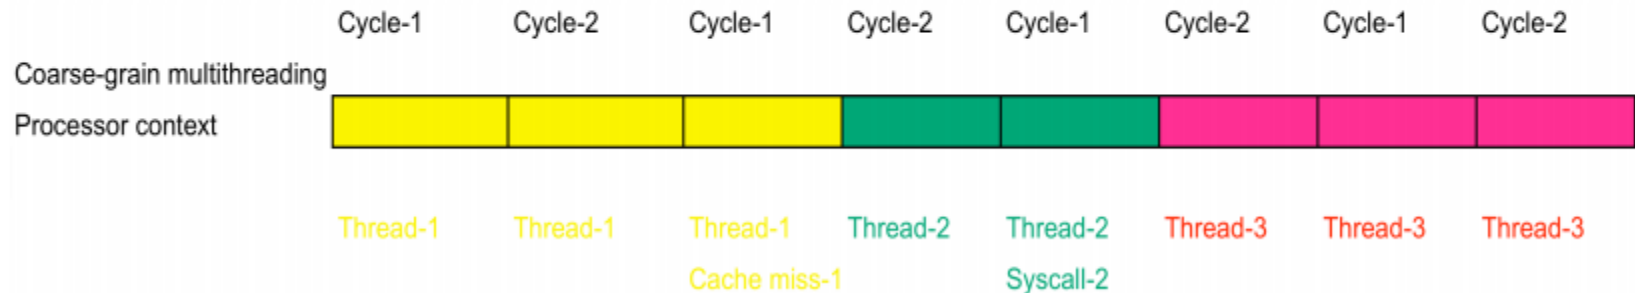 Cycle-1 Cycle-2 Cycle-1 Cycle-2 Cycle-1 Cycle-2 Cycle-1 Cycle-2
Coarse-grain multithreading
Processor context
Thread-1 Thread-1 Thread-1 Thread-2 Thread-2 Thread-3 Thread-3 Thread-3
Cache miss-1 Syscall-2